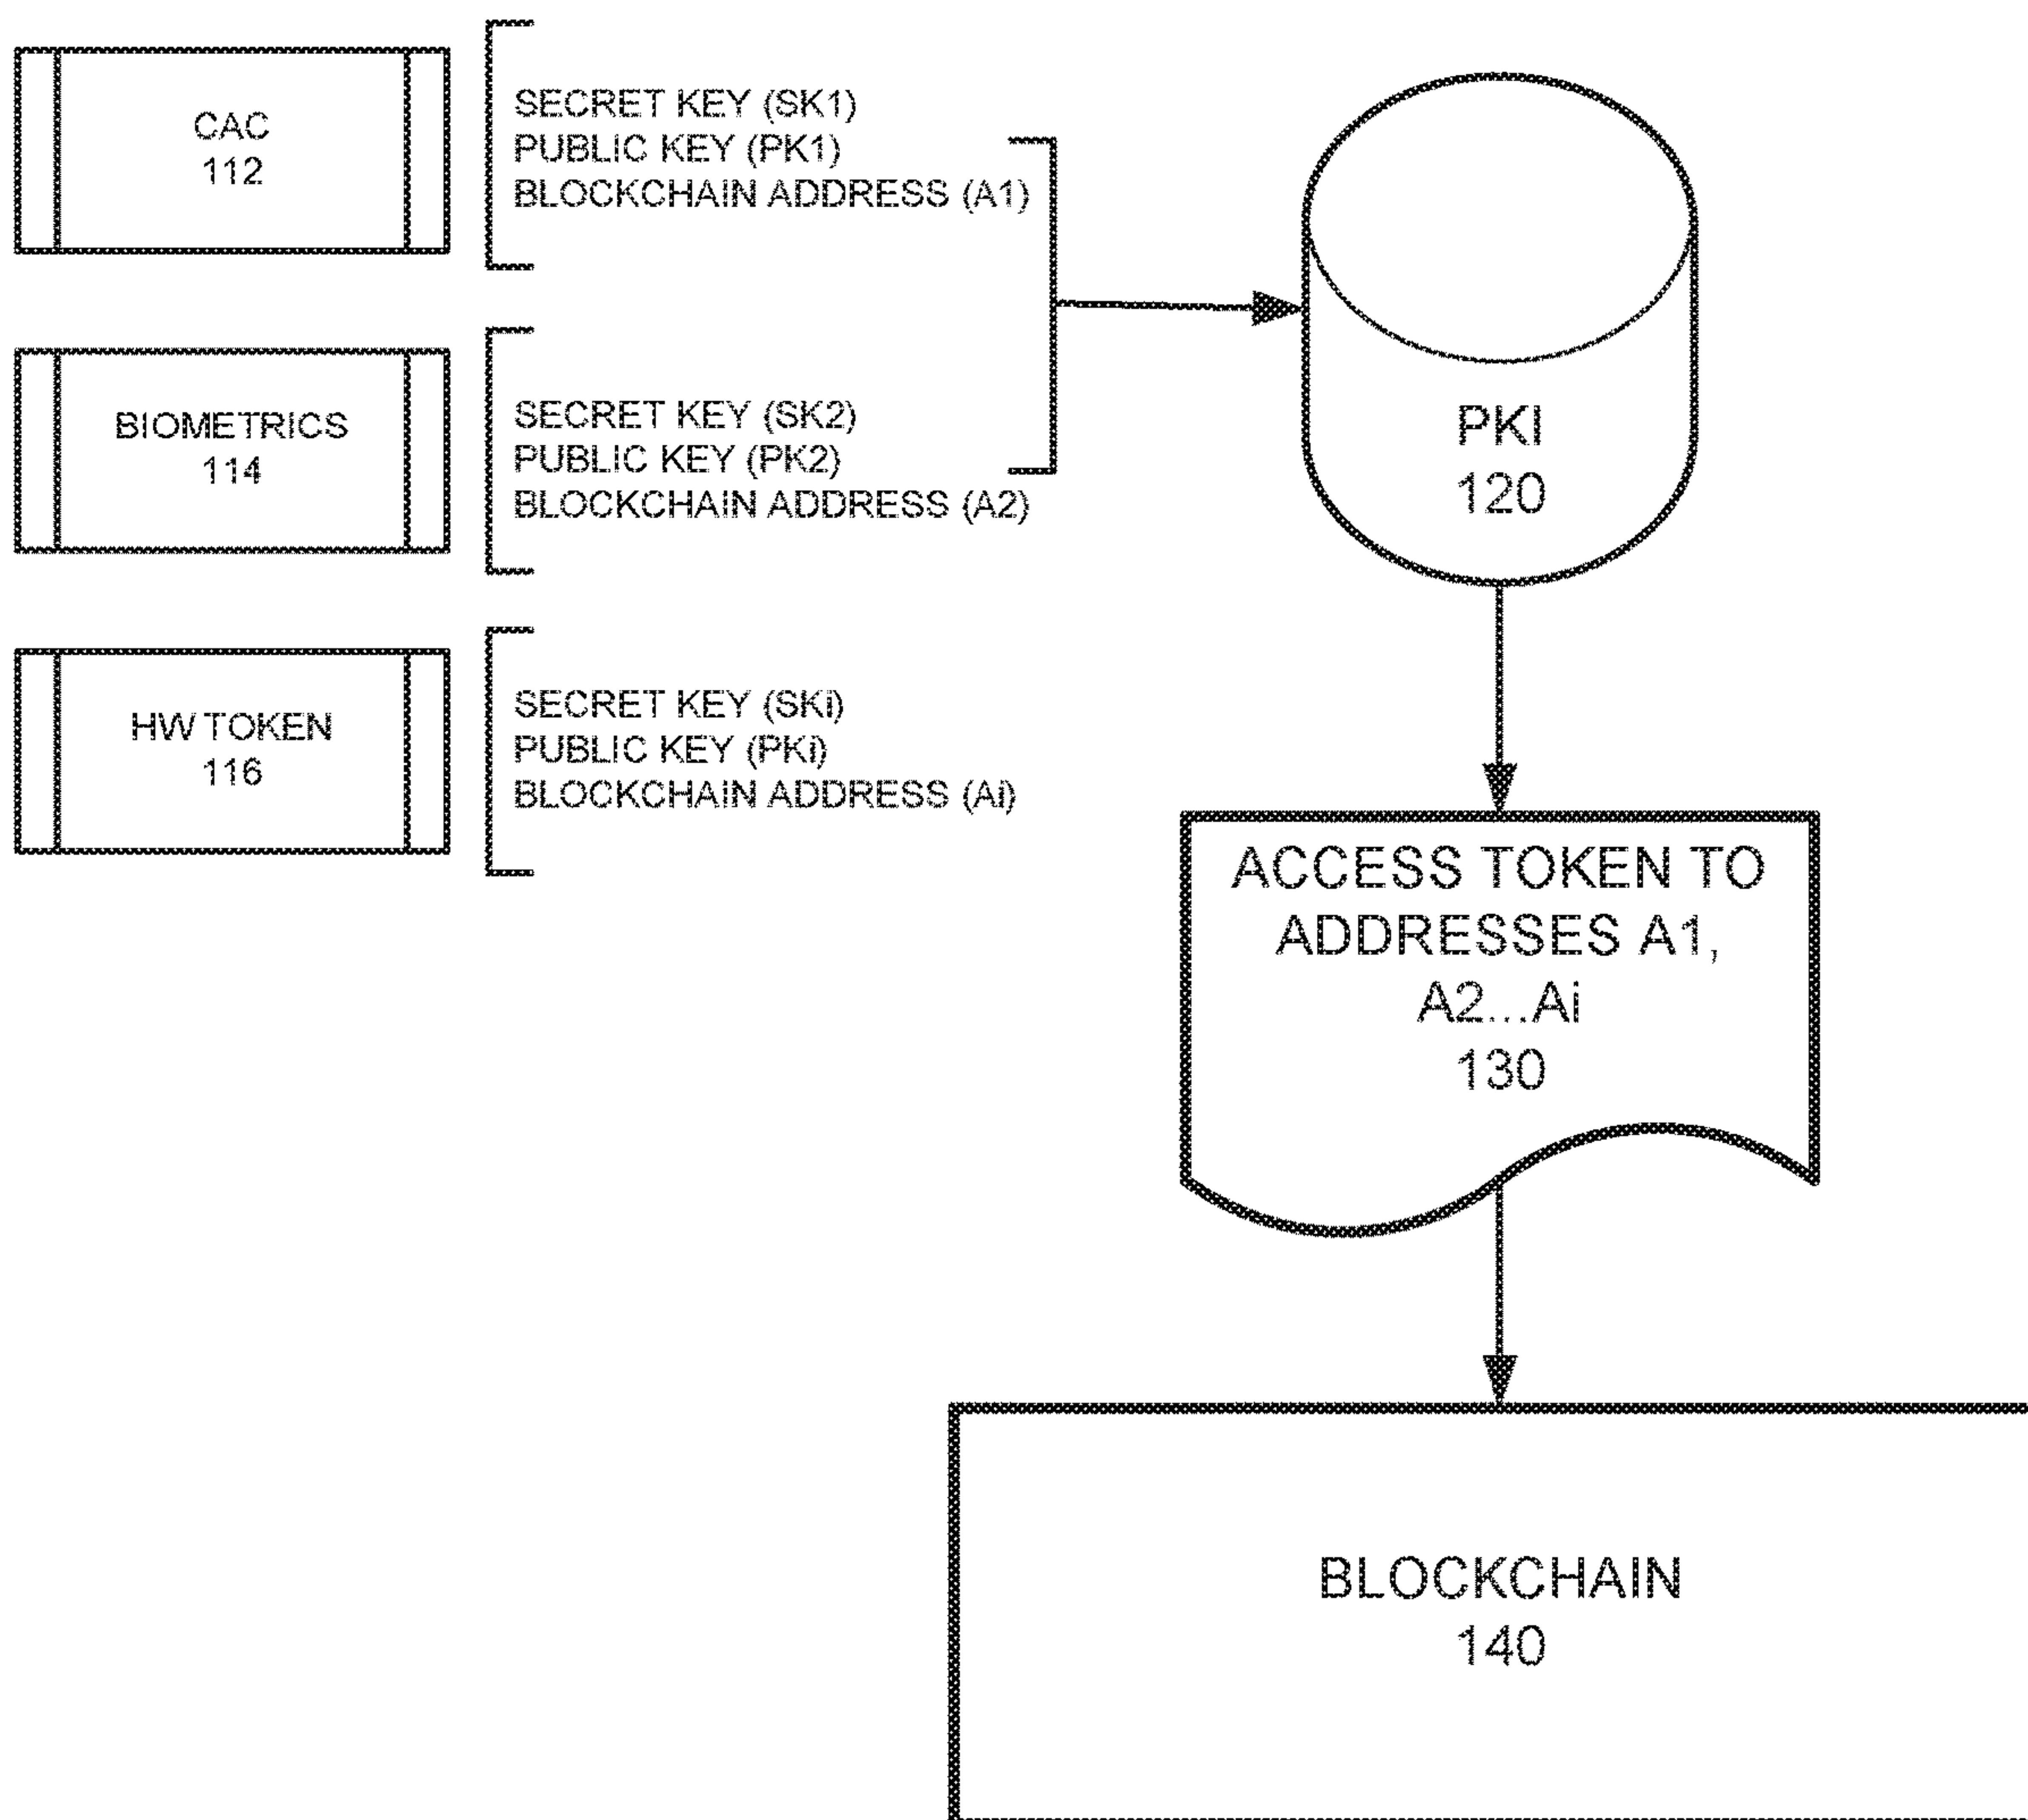 CAC
112
SECRET KEY (SK1)
PUBLIC KEY (PK1)
BLOCKCHAIN ADDRESS (A1)
BIOMETRICS
114
SECRET KEY (SK2)
PUBLIC KEY (PK2)
BLOCKCHAIN ADDRESS (A2)
HW TOKEN
116
SECRET KEY (SKi)
PUBLIC KEY (PKi)
BLOCKCHAIN ADDRESS (Ai)
PKI
120
ACCESS TOKEN TO
ADDRESSES A1,
A2...Ai
130
BLOCKCHAIN
140